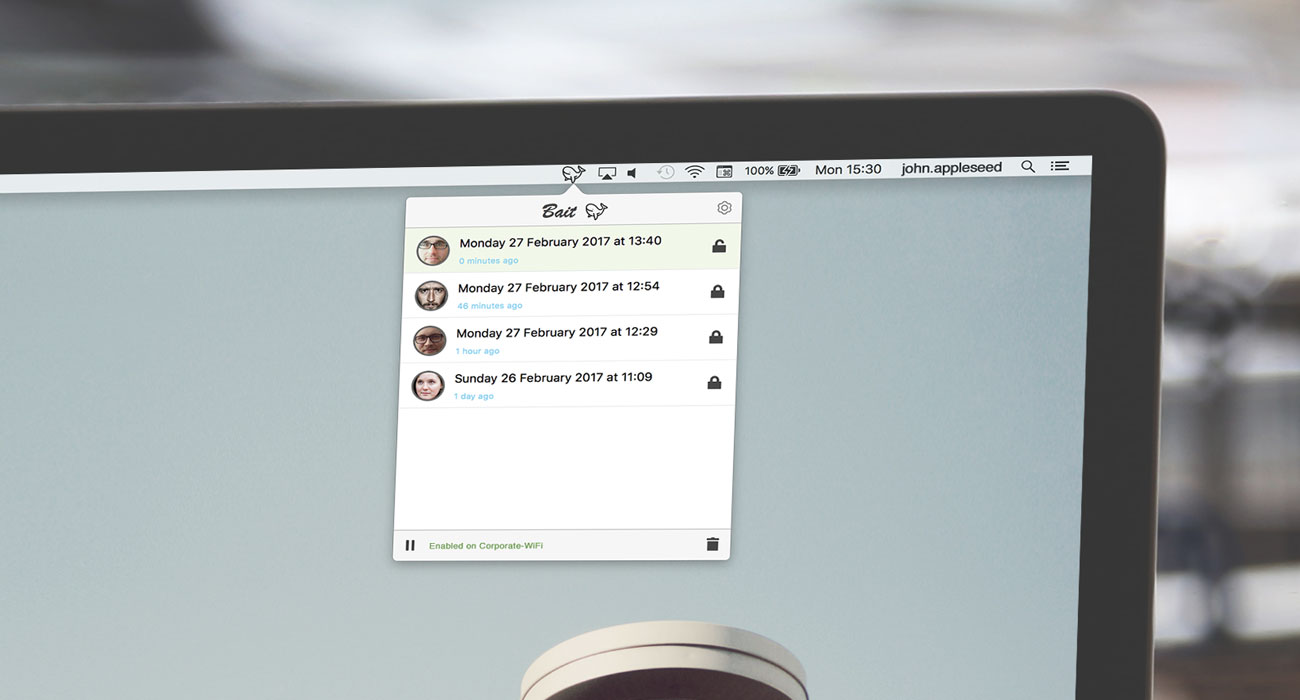 100% Mon 15:30 john.appleseed
Bait
Monday 27 February 2017 at 13:40
0 minutes ago
Monday 27 February 2017 at 12:54
46 minutes ago
Monday 27 February 2017 at 12:29
1 hour ago
Sunday 26 February 2017 at 11:09
1 day ago
Enabled on Corporate-WiFi